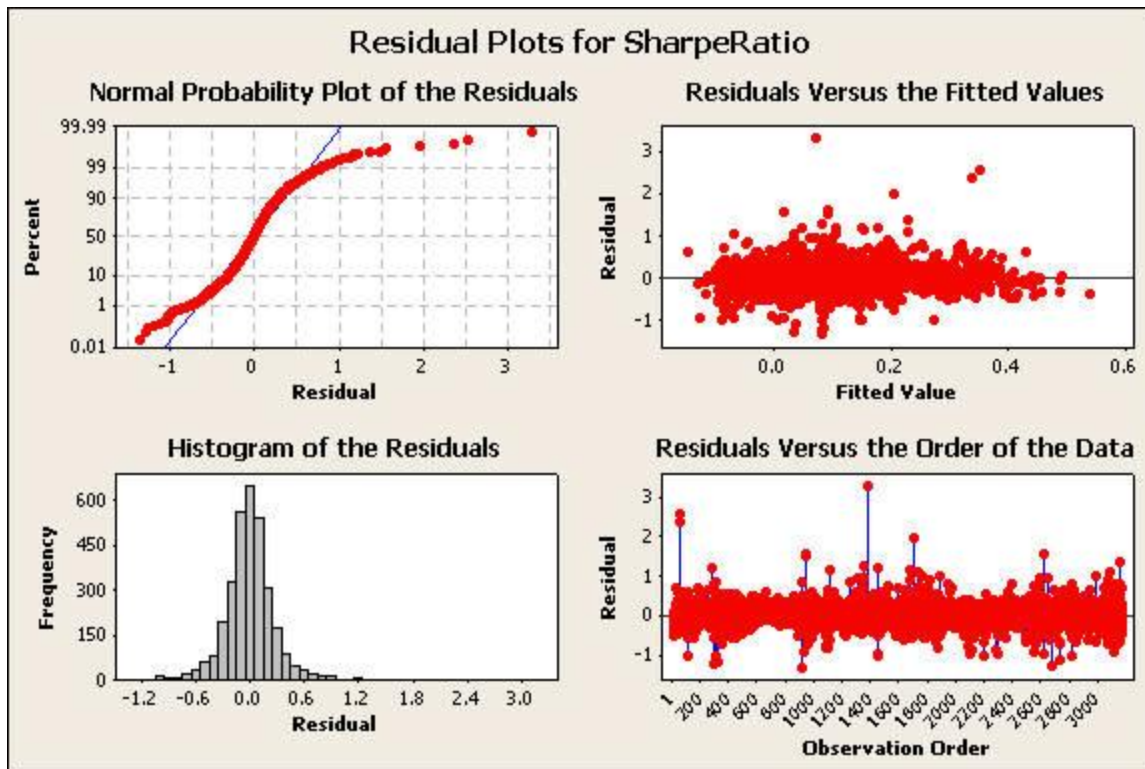 Residual Plots for SharpeRatio
Normal Probability Plot of the Residuals
99.99
99
90
50
10
1
0.01
Percent
-1 0 1 2 3
Residual
Residuals Versus the Fitted Values
3
2
1
0
-1
Residual
0.0 0.2 0.4 0.6
Fitted Value
Histogram of the Residuals
600
450
300
150
0
Frequency
-1.2 -0.6 0.0 0.6 1.2 1.8 2.4 3.0
Residual
Residuals Versus the Order of the Data
3
2
1
0
-1
Residual
1 200 400 600 800 1000 1200 1400 1600 1800 2000 2200 2400 2600 2800 3000
Observation Order